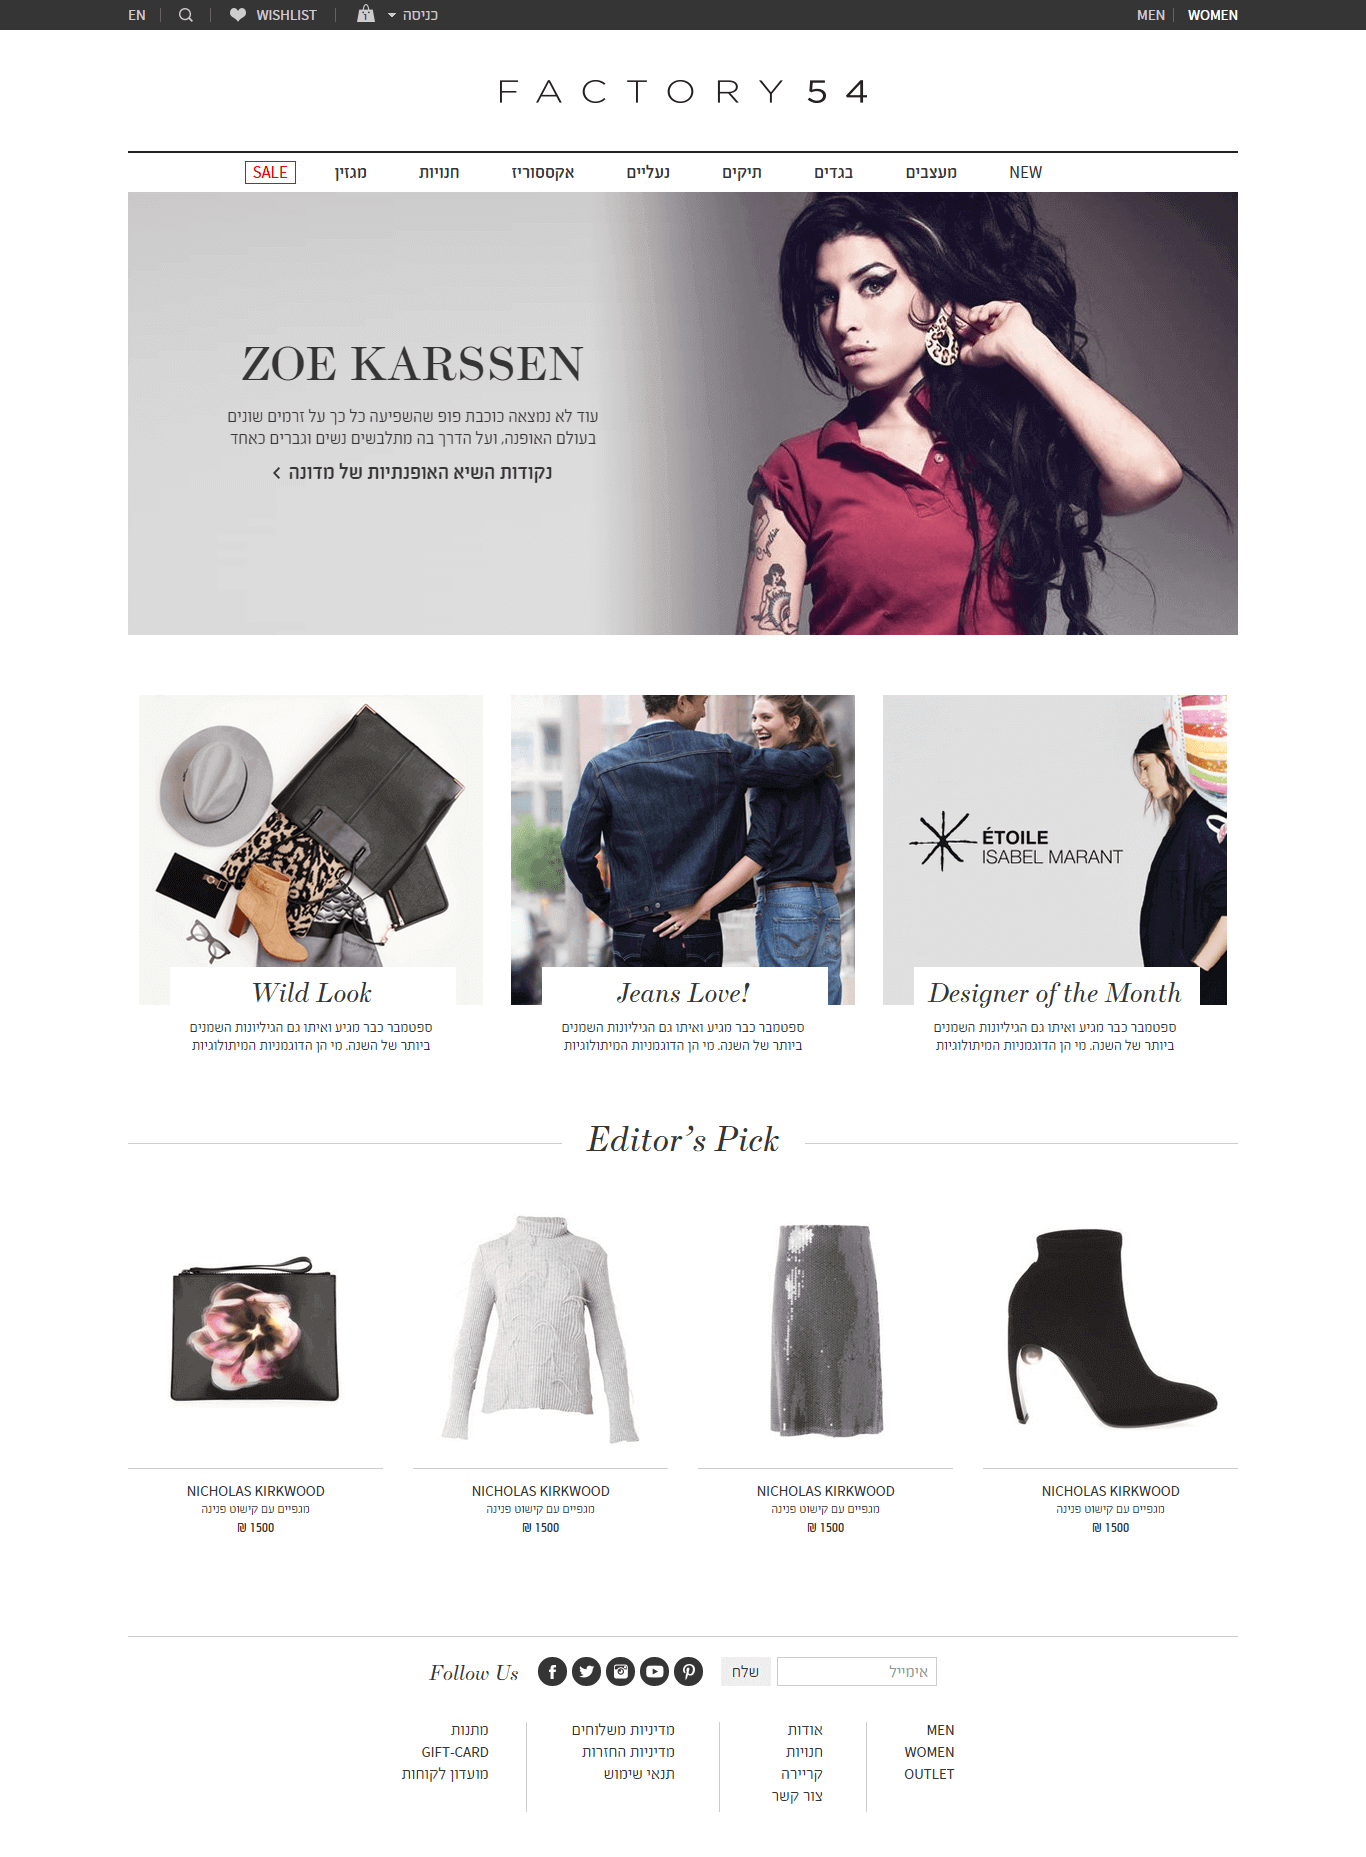 EN
WISHLIST
1
כניסה
MEN
WOMEN
FACTORY 54
NEW
מעצבים
בגדים
תיקים
נעליים
אקססוריז
חנויות
מגזין
SALE
ZOE KARSSEN
עוד לא נמצאה כוכבת פופ שהשפיעה כל כך על זרמים שונים
בעולם האופנה, ועל הדרך בה מתלבשים נשים וגברים כאחד
נקודות השיא האופנתיות של מדונה >
Cynthia
ÉTOILE
ISABEL MARANT
Designer of the Month
ספטמבר כבר מגיע ואיתו גם הגיליונות השמנים
ביותר של השנה. מי הן הדוגמניות המיתולוגיות
Jeans Love!
ספטמבר כבר מגיע ואיתו גם הגיליונות השמנים
ביותר של השנה. מי הן הדוגמניות המיתולוגיות
Wild Look
ספטמבר כבר מגיע ואיתו גם הגיליונות השמנים
ביותר של השנה. מי הן הדוגמניות המיתולוגיות
Editor’s Pick
NICHOLAS KIRKWOOD
מגפיים עם קישוט פנינה
1500 ₪
NICHOLAS KIRKWOOD
מגפיים עם קישוט פנינה
1500 ₪
NICHOLAS KIRKWOOD
מגפיים עם קישוט פנינה
1500 ₪
NICHOLAS KIRKWOOD
מגפיים עם קישוט פנינה
1500 ₪
אימייל
שלח
Follow Us
MEN
WOMEN
OUTLET
אודות
חנויות
קריירה
צור קשר
מדיניות משלוחים
מדיניות החזרות
תנאי שימוש
מתנות
GIFT-CARD
מועדון לקוחות